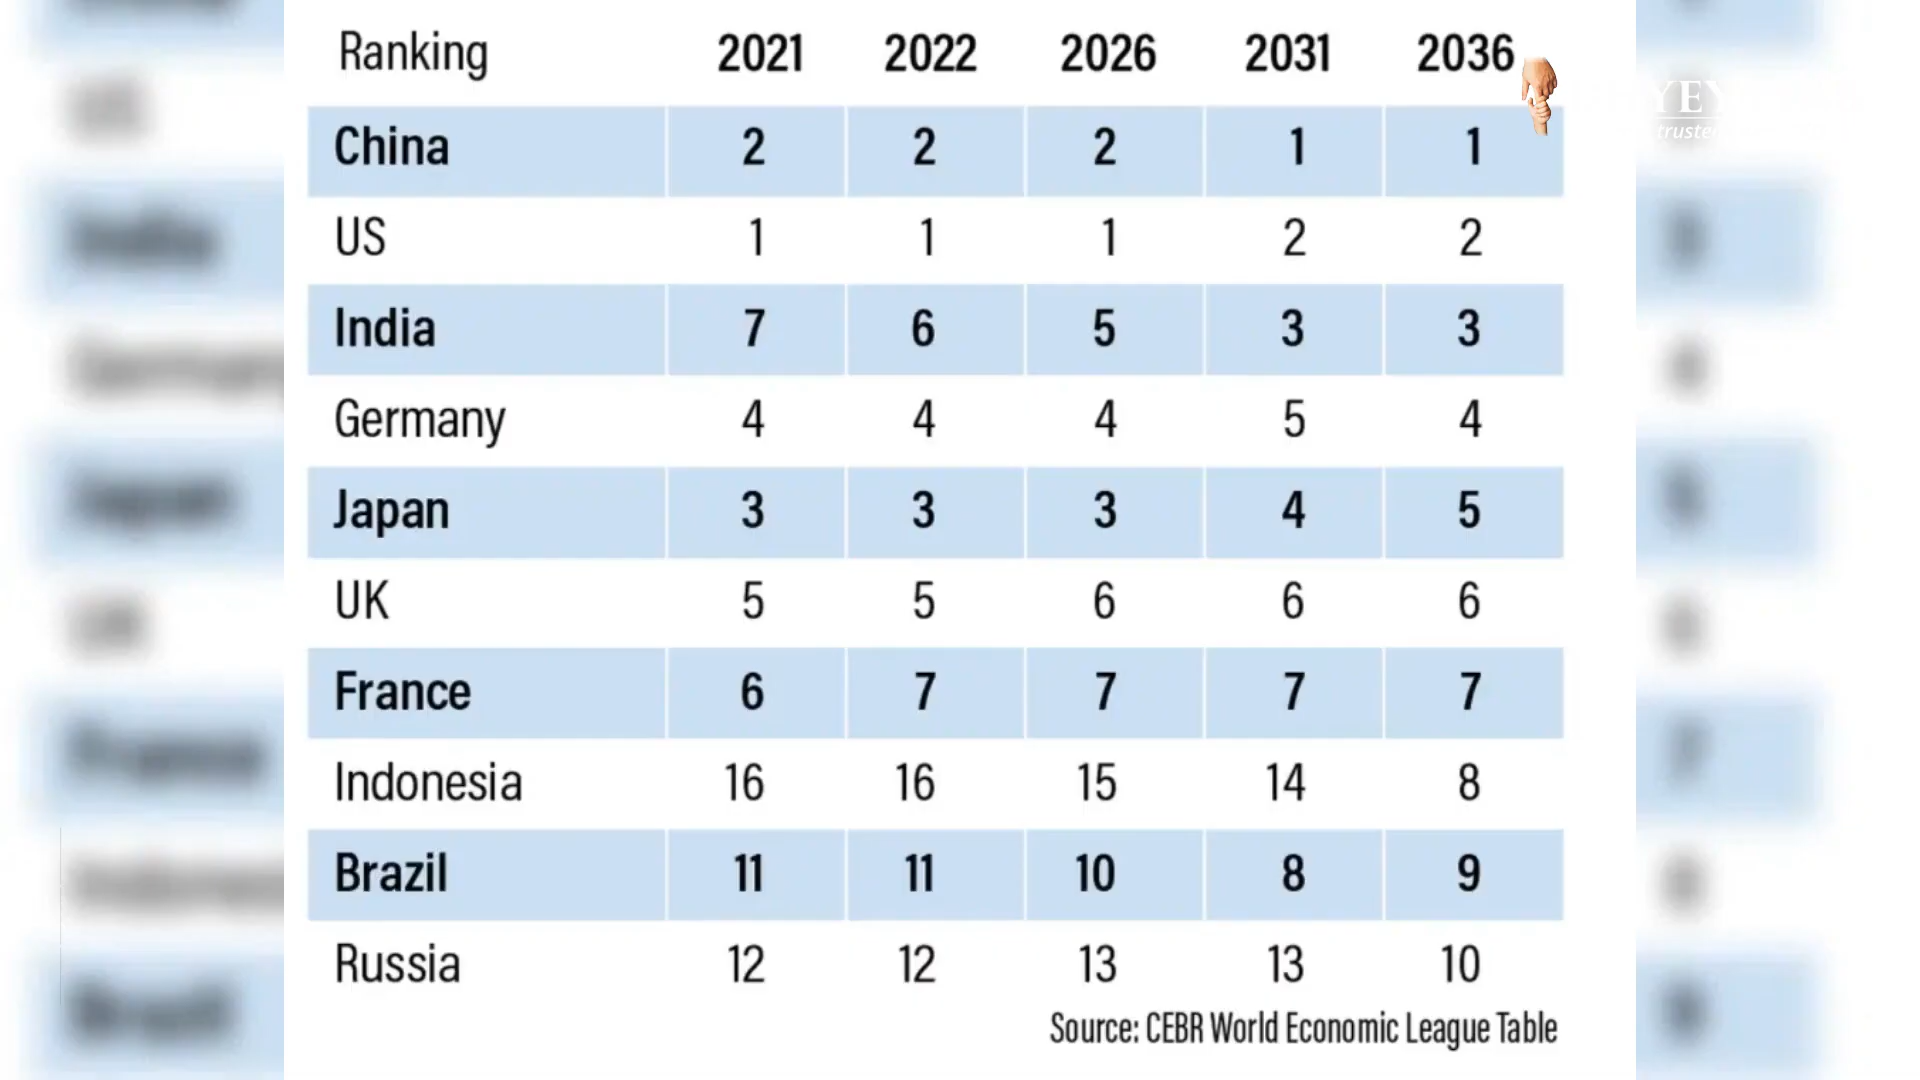 Ranking 2021 2022 2026 2031 2036
China 2 2 2 1 1
US 1 1 1 2 2
India 7 6 5 3 3
Germany 4 4 4 5 4
Japan 3 3 3 4 5
UK 5 5 6 6 6
France 6 7 7 7 7
Indonesia 16 16 15 14 8
Brazil 11 11 10 8 9
Russia 12 12 13 13 10
Source: CEBR World Economic League Table